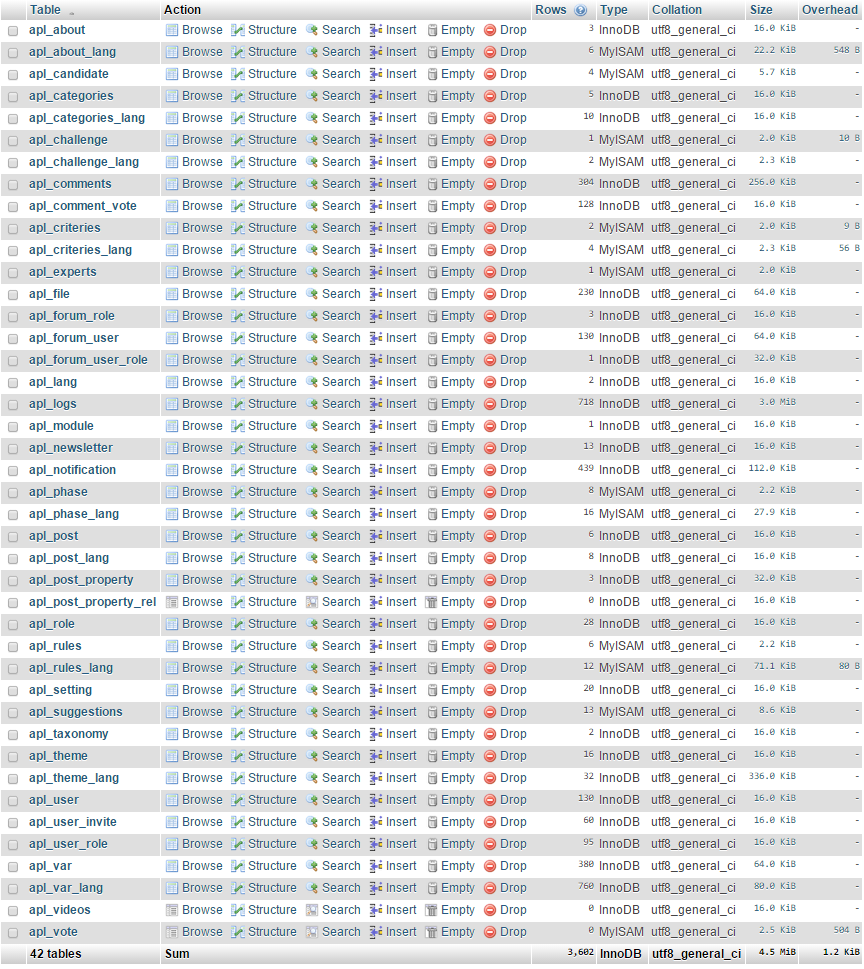 Table Action Rows Type Collation Size Overhead
apl_about Browse Structure Search Insert Empty Drop 3 InnoDB utf8_general_ci 16.0 KiB -
apl_about_lang Browse Structure Search Insert Empty Drop 6 MyISAM utf8_general_ci 22.2 KiB 548 B
apl_candidate Browse Structure Search Insert Empty Drop 4 MyISAM utf8_general_ci 5.7 KiB -
apl_categories Browse Structure Search Insert Empty Drop 5 InnoDB utf8_general_ci 16.0 KiB -
apl_categories_lang Browse Structure Search Insert Empty Drop 10 InnoDB utf8_general_ci 16.0 KiB -
apl_challenge Browse Structure Search Insert Empty Drop 1 MyISAM utf8_general_ci 2.0 KiB 10 B
apl_challenge_lang Browse Structure Search Insert Empty Drop 2 MyISAM utf8_general_ci 2.3 KiB -
apl_comments Browse Structure Search Insert Empty Drop 304 InnoDB utf8_general_ci 256.0 KiB -
apl_comment_vote Browse Structure Search Insert Empty Drop 128 InnoDB utf8_general_ci 16.0 KiB -
apl_criteries Browse Structure Search Insert Empty Drop 2 MyISAM utf8_general_ci 2.0 KiB 9 B
apl_criteries_lang Browse Structure Search Insert Empty Drop 4 MyISAM utf8_general_ci 2.3 KiB 56 B
apl_experts Browse Structure Search Insert Empty Drop 1 MyISAM utf8_general_ci 2.0 KiB -
apl_file Browse Structure Search Insert Empty Drop 230 InnoDB utf8_general_ci 64.0 KiB -
apl_forum_role Browse Structure Search Insert Empty Drop 3 InnoDB utf8_general_ci 16.0 KiB -
apl_forum_user Browse Structure Search Insert Empty Drop 130 InnoDB utf8_general_ci 64.0 KiB -
apl_forum_user_role Browse Structure Search Insert Empty Drop 1 InnoDB utf8_general_ci 32.0 KiB -
apl_lang Browse Structure Search Insert Empty Drop 2 InnoDB utf8_general_ci 16.0 KiB -
apl_logs Browse Structure Search Insert Empty Drop 718 InnoDB utf8_general_ci 3.0 MiB -
apl_module Browse Structure Search Insert Empty Drop 1 InnoDB utf8_general_ci 16.0 KiB -
apl_newsletter Browse Structure Search Insert Empty Drop 13 InnoDB utf8_general_ci 16.0 KiB -
apl_notification Browse Structure Search Insert Empty Drop 439 InnoDB utf8_general_ci 112.0 KiB -
apl_phase Browse Structure Search Insert Empty Drop 8 MyISAM utf8_general_ci 2.2 KiB -
apl_phase_lang Browse Structure Search Insert Empty Drop 16 MyISAM utf8_general_ci 27.9 KiB -
apl_post Browse Structure Search Insert Empty Drop 6 InnoDB utf8_general_ci 16.0 KiB -
apl_post_lang Browse Structure Search Insert Empty Drop 8 InnoDB utf8_general_ci 16.0 KiB -
apl_post_property Browse Structure Search Insert Empty Drop 3 InnoDB utf8_general_ci 32.0 KiB -
apl_post_property_rel Browse Structure Search Insert Empty Drop 0 InnoDB utf8_general_ci 16.0 KiB -
apl_role Browse Structure Search Insert Empty Drop 28 InnoDB utf8_general_ci 16.0 KiB -
apl_rules Browse Structure Search Insert Empty Drop 6 MyISAM utf8_general_ci 2.2 KiB -
apl_rules_lang Browse Structure Search Insert Empty Drop 12 MyISAM utf8_general_ci 71.1 KiB 80 B
apl_setting Browse Structure Search Insert Empty Drop 20 InnoDB utf8_general_ci 16.0 KiB -
apl_suggestions Browse Structure Search Insert Empty Drop 13 MyISAM utf8_general_ci 8.6 KiB -
apl_taxonomy Browse Structure Search Insert Empty Drop 2 InnoDB utf8_general_ci 16.0 KiB -
apl_theme Browse Structure Search Insert Empty Drop 16 InnoDB utf8_general_ci 16.0 KiB -
apl_theme_lang Browse Structure Search Insert Empty Drop 32 InnoDB utf8_general_ci 336.0 KiB -
apl_user Browse Structure Search Insert Empty Drop 130 InnoDB utf8_general_ci 16.0 KiB -
apl_user_invite Browse Structure Search Insert Empty Drop 60 InnoDB utf8_general_ci 16.0 KiB -
apl_user_role Browse Structure Search Insert Empty Drop 95 InnoDB utf8_general_ci 16.0 KiB -
apl_var Browse Structure Search Insert Empty Drop 380 InnoDB utf8_general_ci 64.0 KiB -
apl_var_lang Browse Structure Search Insert Empty Drop 760 InnoDB utf8_general_ci 80.0 KiB -
apl_videos Browse Structure Search Insert Empty Drop 0 InnoDB utf8_general_ci 16.0 KiB -
apl_vote Browse Structure Search Insert Empty Drop 0 MyISAM utf8_general_ci 2.5 KiB 504 B
42 tables Sum 3,602 InnoDB utf8_general_ci 4.5 MiB 1.2 KiB